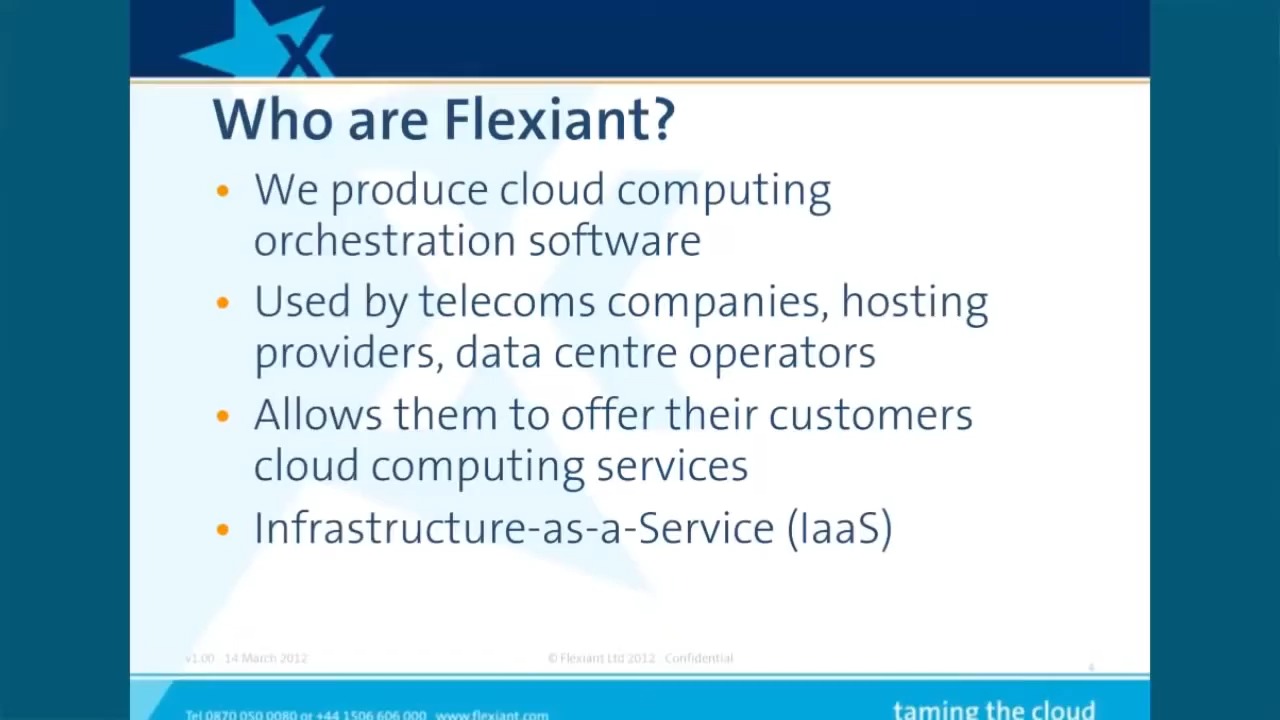 Who are Flexiant?
• We produce cloud computing
orchestration software
• Used by telecoms companies, hosting
providers, data centre operators
• Allows them to offer their customers
cloud computing services
• Infrastructure-as-a-Service (IaaS)
v1.00 . 14 March 2012
© Flexiant Ltd 2012 . Confidential
4
Tel 0870 050 0080 or +44 1506 606 000 www.flexiant.com
taming the cloud